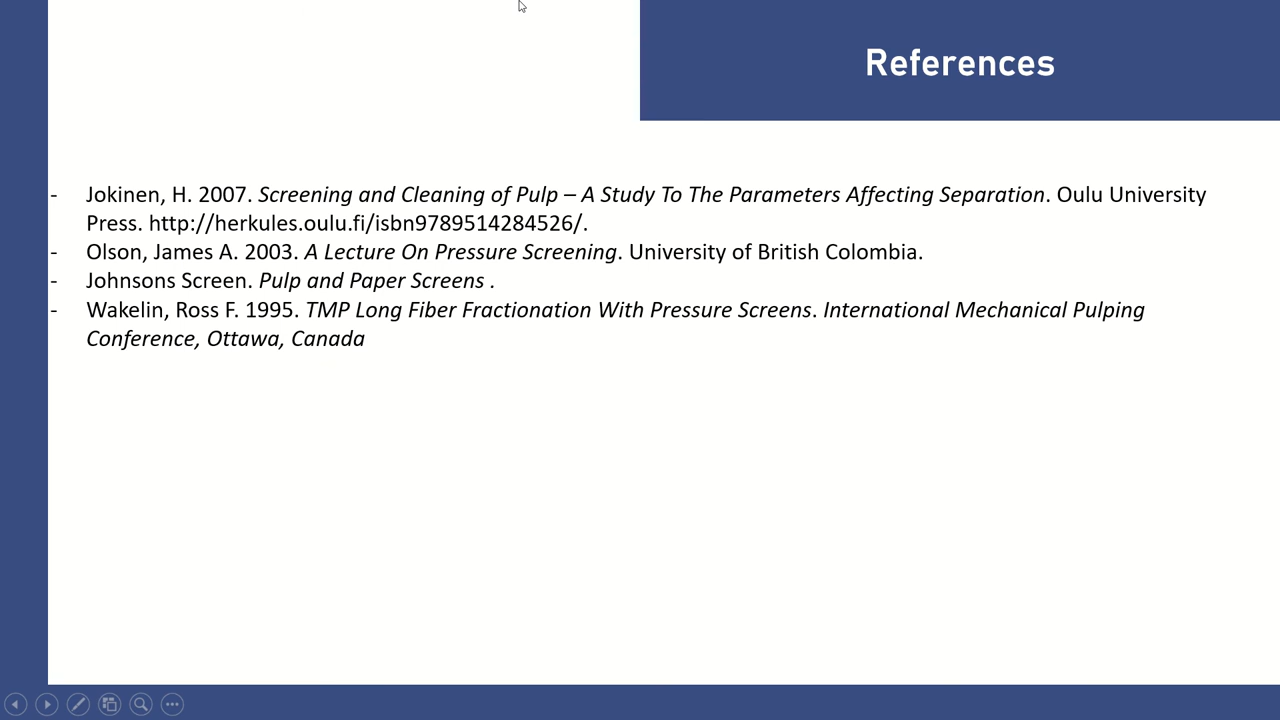 References
- Jokinen, H. 2007. Screening and Cleaning of Pulp – A Study To The Parameters Affecting Separation. Oulu University
Press. http://herkules.oulu.fi/isbn9789514284526/.
- Olson, James A. 2003. A Lecture On Pressure Screening. University of British Colombia.
- Johnsons Screen. Pulp and Paper Screens .
- Wakelin, Ross F. 1995. TMP Long Fiber Fractionation With Pressure Screens. International Mechanical Pulping
Conference, Ottawa, Canada